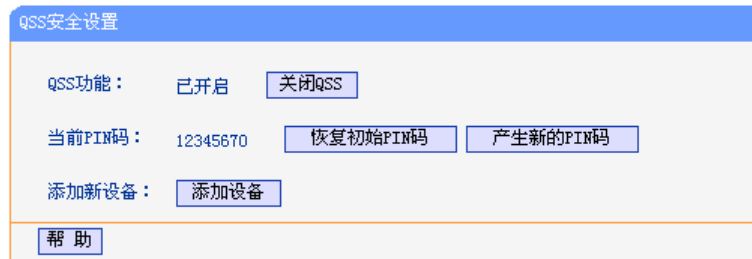 QSS安全设置
QSS功能： 已开启 关闭QSS
当前PIN码： 12345670 恢复初始PIN码 产生新的PIN码
添加新设备： 添加设备
帮 助